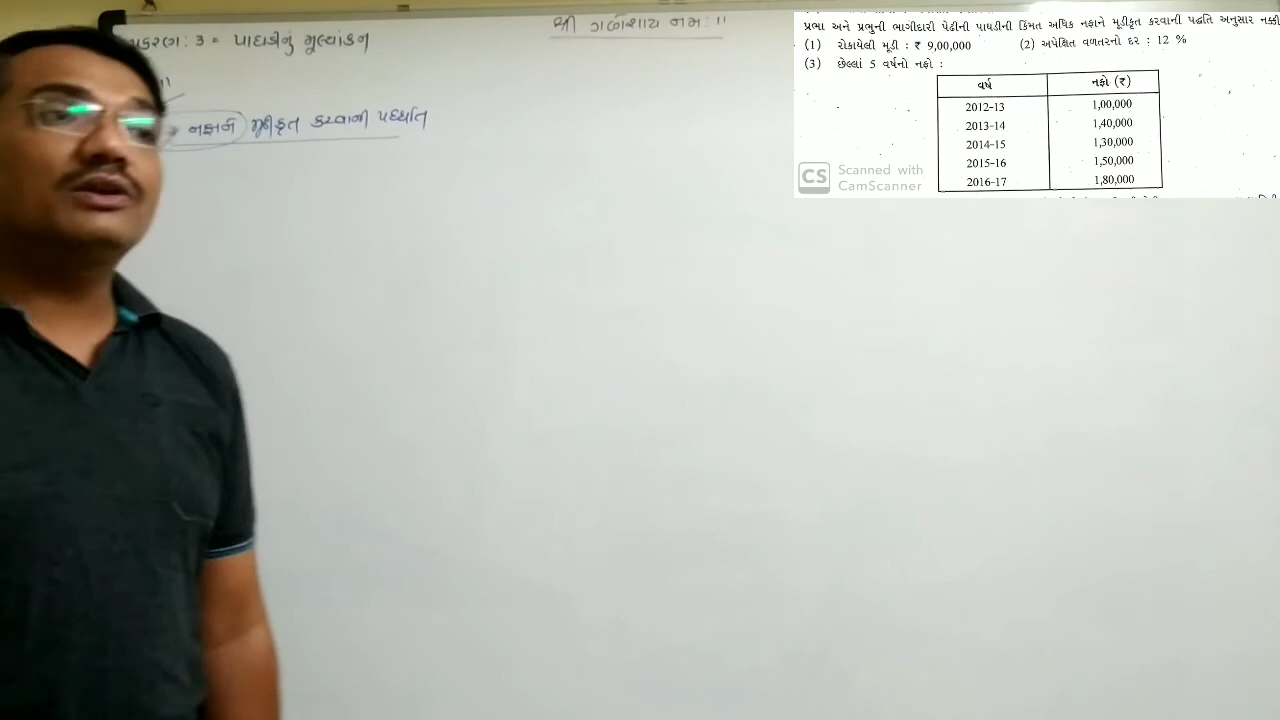 શ્રી ગણેશાય નમઃ ॥
પ્રકરણ : 3 = પાઘડીનું મૂલ્યાંકન
નફાને મૂડીકૃત કરવાની પધ્ધતિ
પ્રભા અને પ્રભુની ભાગીદારી પેઢીની પાઘડીની કિંમત અધિક નફાને મૂડીકૃત કરવાની પદ્ધતિ અનુસાર નક્કી
(1) રોકાયેલી મૂડી : ₹ 9,00,000 (2) અપેક્ષિત વળતરનો દર : 12 %
(3) છેલ્લાં 5 વર્ષનો નફો :
વર્ષ નફો (₹)
2012-13 1,00,000
2013-14 1,40,000
2014-15 1,30,000
2015-16 1,50,000
2016-17 1,80,000
CS Scanned with
CamScanner